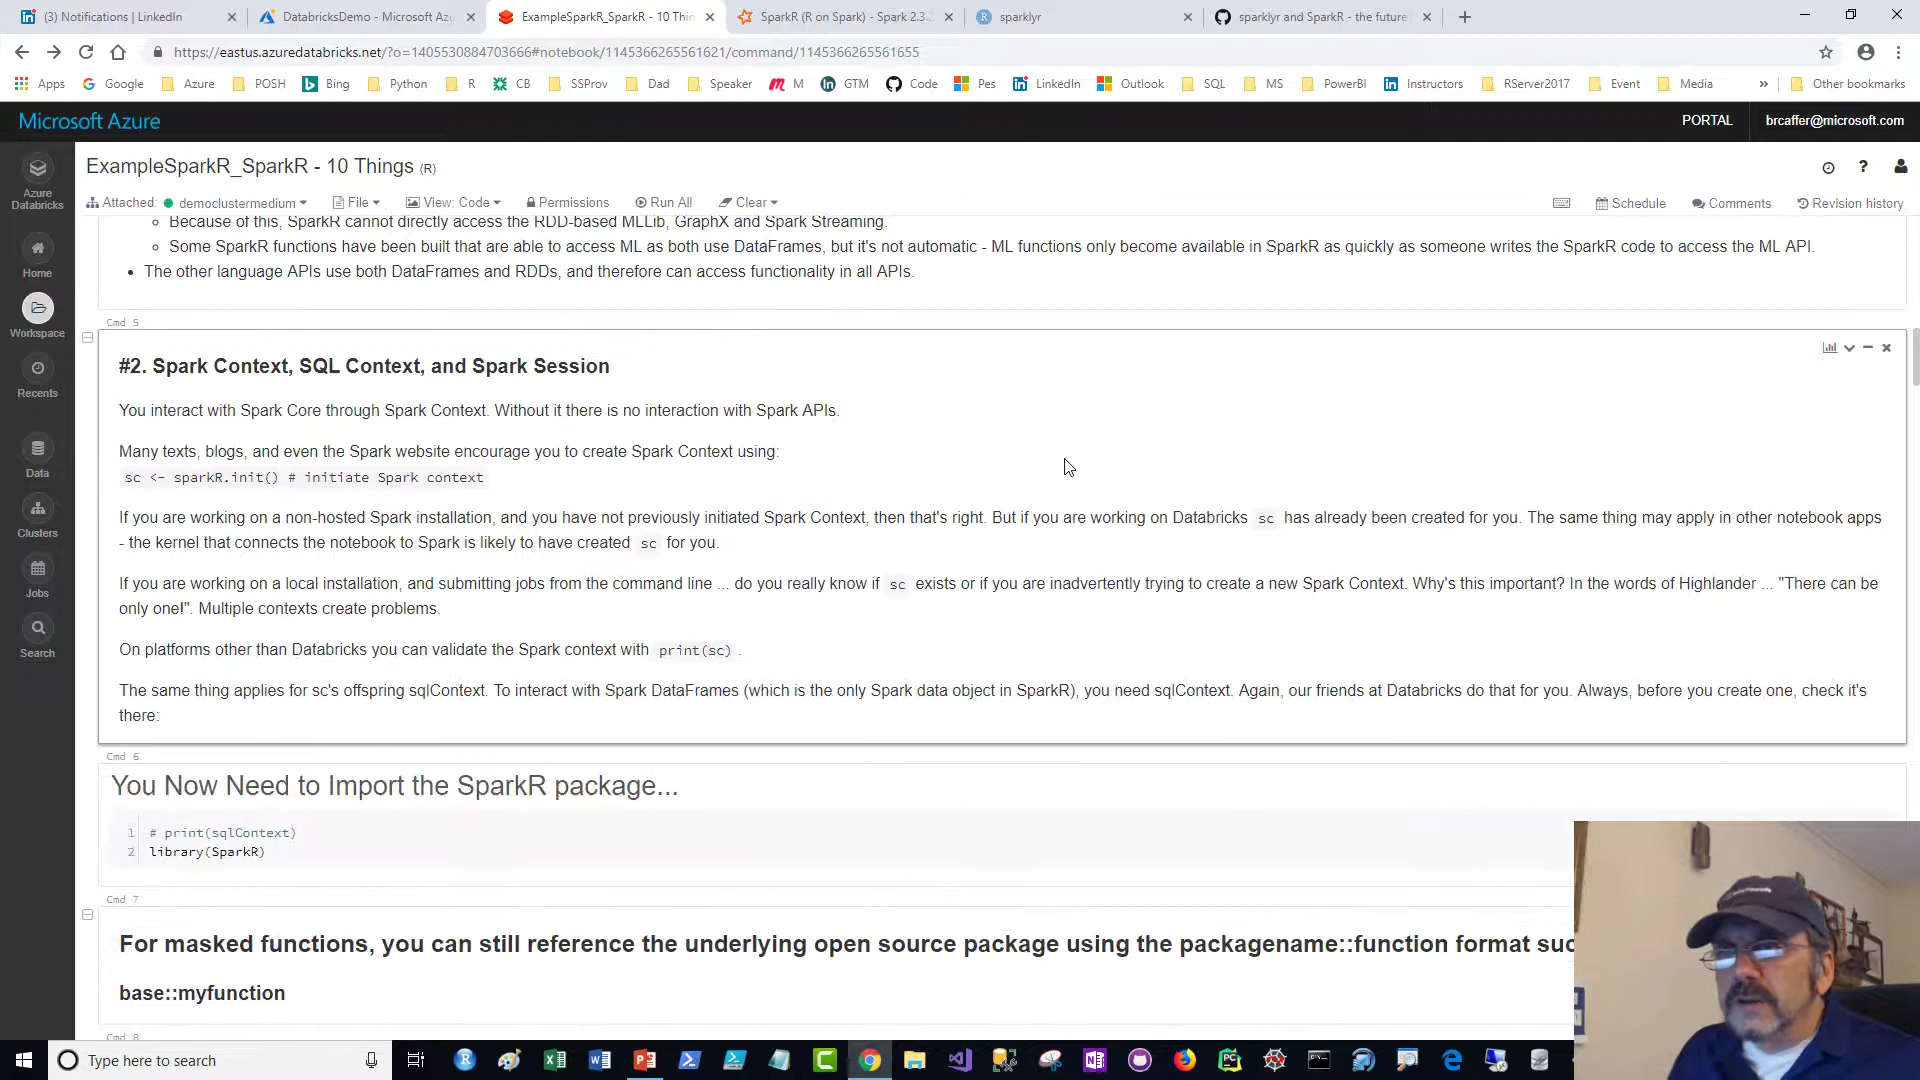 (3) Notifications | LinkedIn
DatabricksDemo - Microsoft Azu
ExampleSparkR_SparkR - 10 Thin
SparkR (R on Spark) - Spark 2.3.
sparklyr
sparklyr and SparkR - the future
https://eastus.azuredatabricks.net/?o=1405530884703666#notebook/1145366265561621/command/1145366265561655
Apps Google Azure POSH Bing Python R CB SSProv Dad Speaker M GTM Code Pes LinkedIn Outlook SQL MS PowerBI Instructors RServer2017 Event Media » Other bookmarks
Microsoft Azure
PORTAL brcaffer@microsoft.com
ExampleSparkR_SparkR - 10 Things (R)
Attached: democlustermedium File View: Code Permissions Run All Clear Schedule Comments Revision history
Azure Databricks
Home
Workspace
Recents
Data
Clusters
Jobs
Search
Because of this, SparkR cannot directly access the RDD-based MLLib, GraphX and Spark Streaming.
Some SparkR functions have been built that are able to access ML as both use DataFrames, but it's not automatic - ML functions only become available in SparkR as quickly as someone writes the SparkR code to access the ML API.
• The other language APIs use both DataFrames and RDDs, and therefore can access functionality in all APIs.
Cmd 5
#2. Spark Context, SQL Context, and Spark Session
You interact with Spark Core through Spark Context. Without it there is no interaction with Spark APIs.
Many texts, blogs, and even the Spark website encourage you to create Spark Context using:
sc <- sparkR.init() # initiate Spark context
If you are working on a non-hosted Spark installation, and you have not previously initiated Spark Context, then that's right. But if you are working on Databricks sc has already been created for you. The same thing may apply in other notebook apps
- the kernel that connects the notebook to Spark is likely to have created sc for you.
If you are working on a local installation, and submitting jobs from the command line ... do you really know if sc exists or if you are inadvertently trying to create a new Spark Context. Why's this important? In the words of Highlander ... "There can be
only one!". Multiple contexts create problems.
On platforms other than Databricks you can validate the Spark context with print(sc) .
The same thing applies for sc's offspring sqlContext. To interact with Spark DataFrames (which is the only Spark data object in SparkR), you need sqlContext. Again, our friends at Databricks do that for you. Always, before you create one, check it's
there:
Cmd 6
You Now Need to Import the SparkR package...
1 # print(sqlContext)
2 library(SparkR)
Cmd 7
For masked functions, you can still reference the underlying open source package using the packagename::function format suc
base::myfunction
Cmd 8
Type here to search